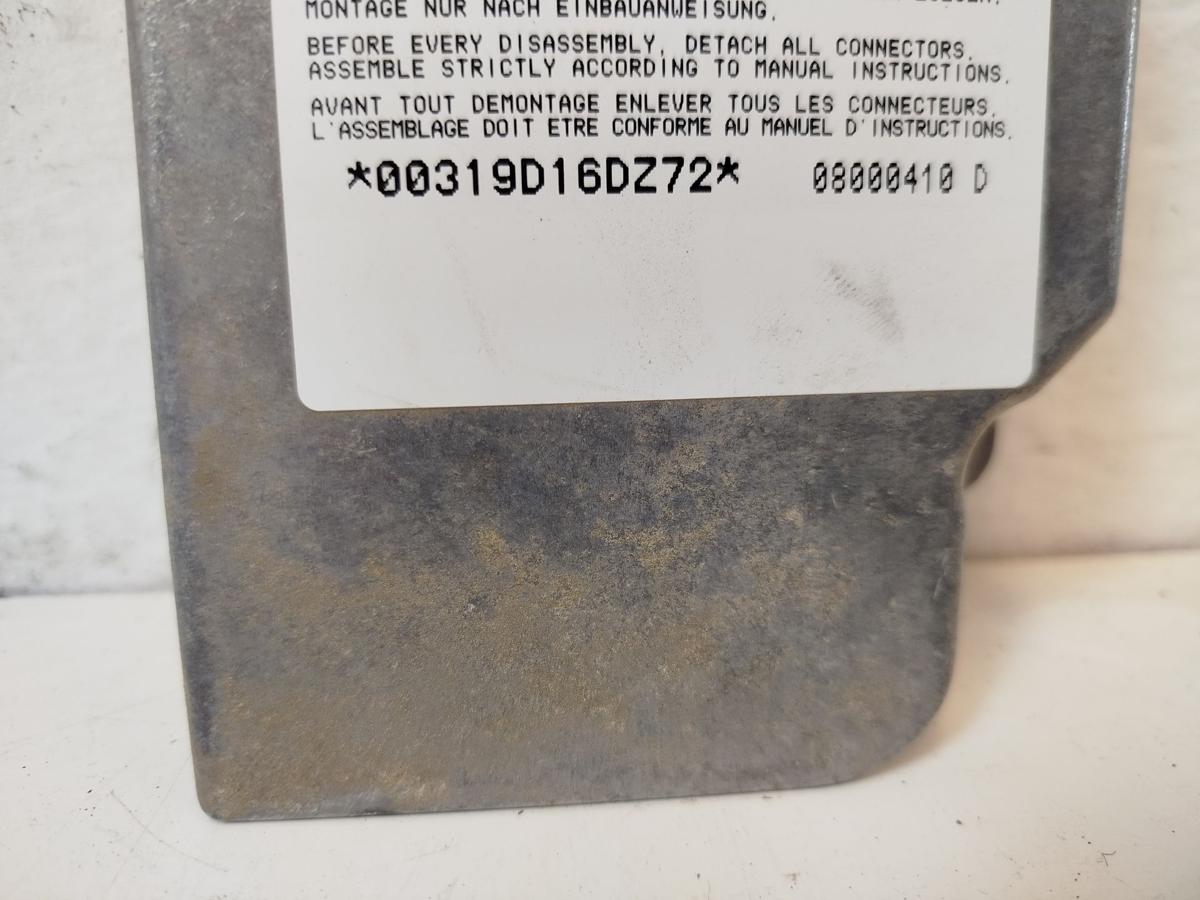 MONTAGE NUR NACH EINBAUANWEISUNG.
BEFORE EVERY DISASSEMBLY, DETACH ALL CONNECTORS.
ASSEMBLE STRICTLY ACCORDING TO MANUAL INSTRUCTIONS.
AVANT TOUT DEMONTAGE ENLEVER TOUS LES CONNECTEURS.
L'ASSEMBLAGE DOIT ETRE CONFORME AU MANUEL D'INSTRUCTIONS.
*00319D16DZ72* 08000410 D